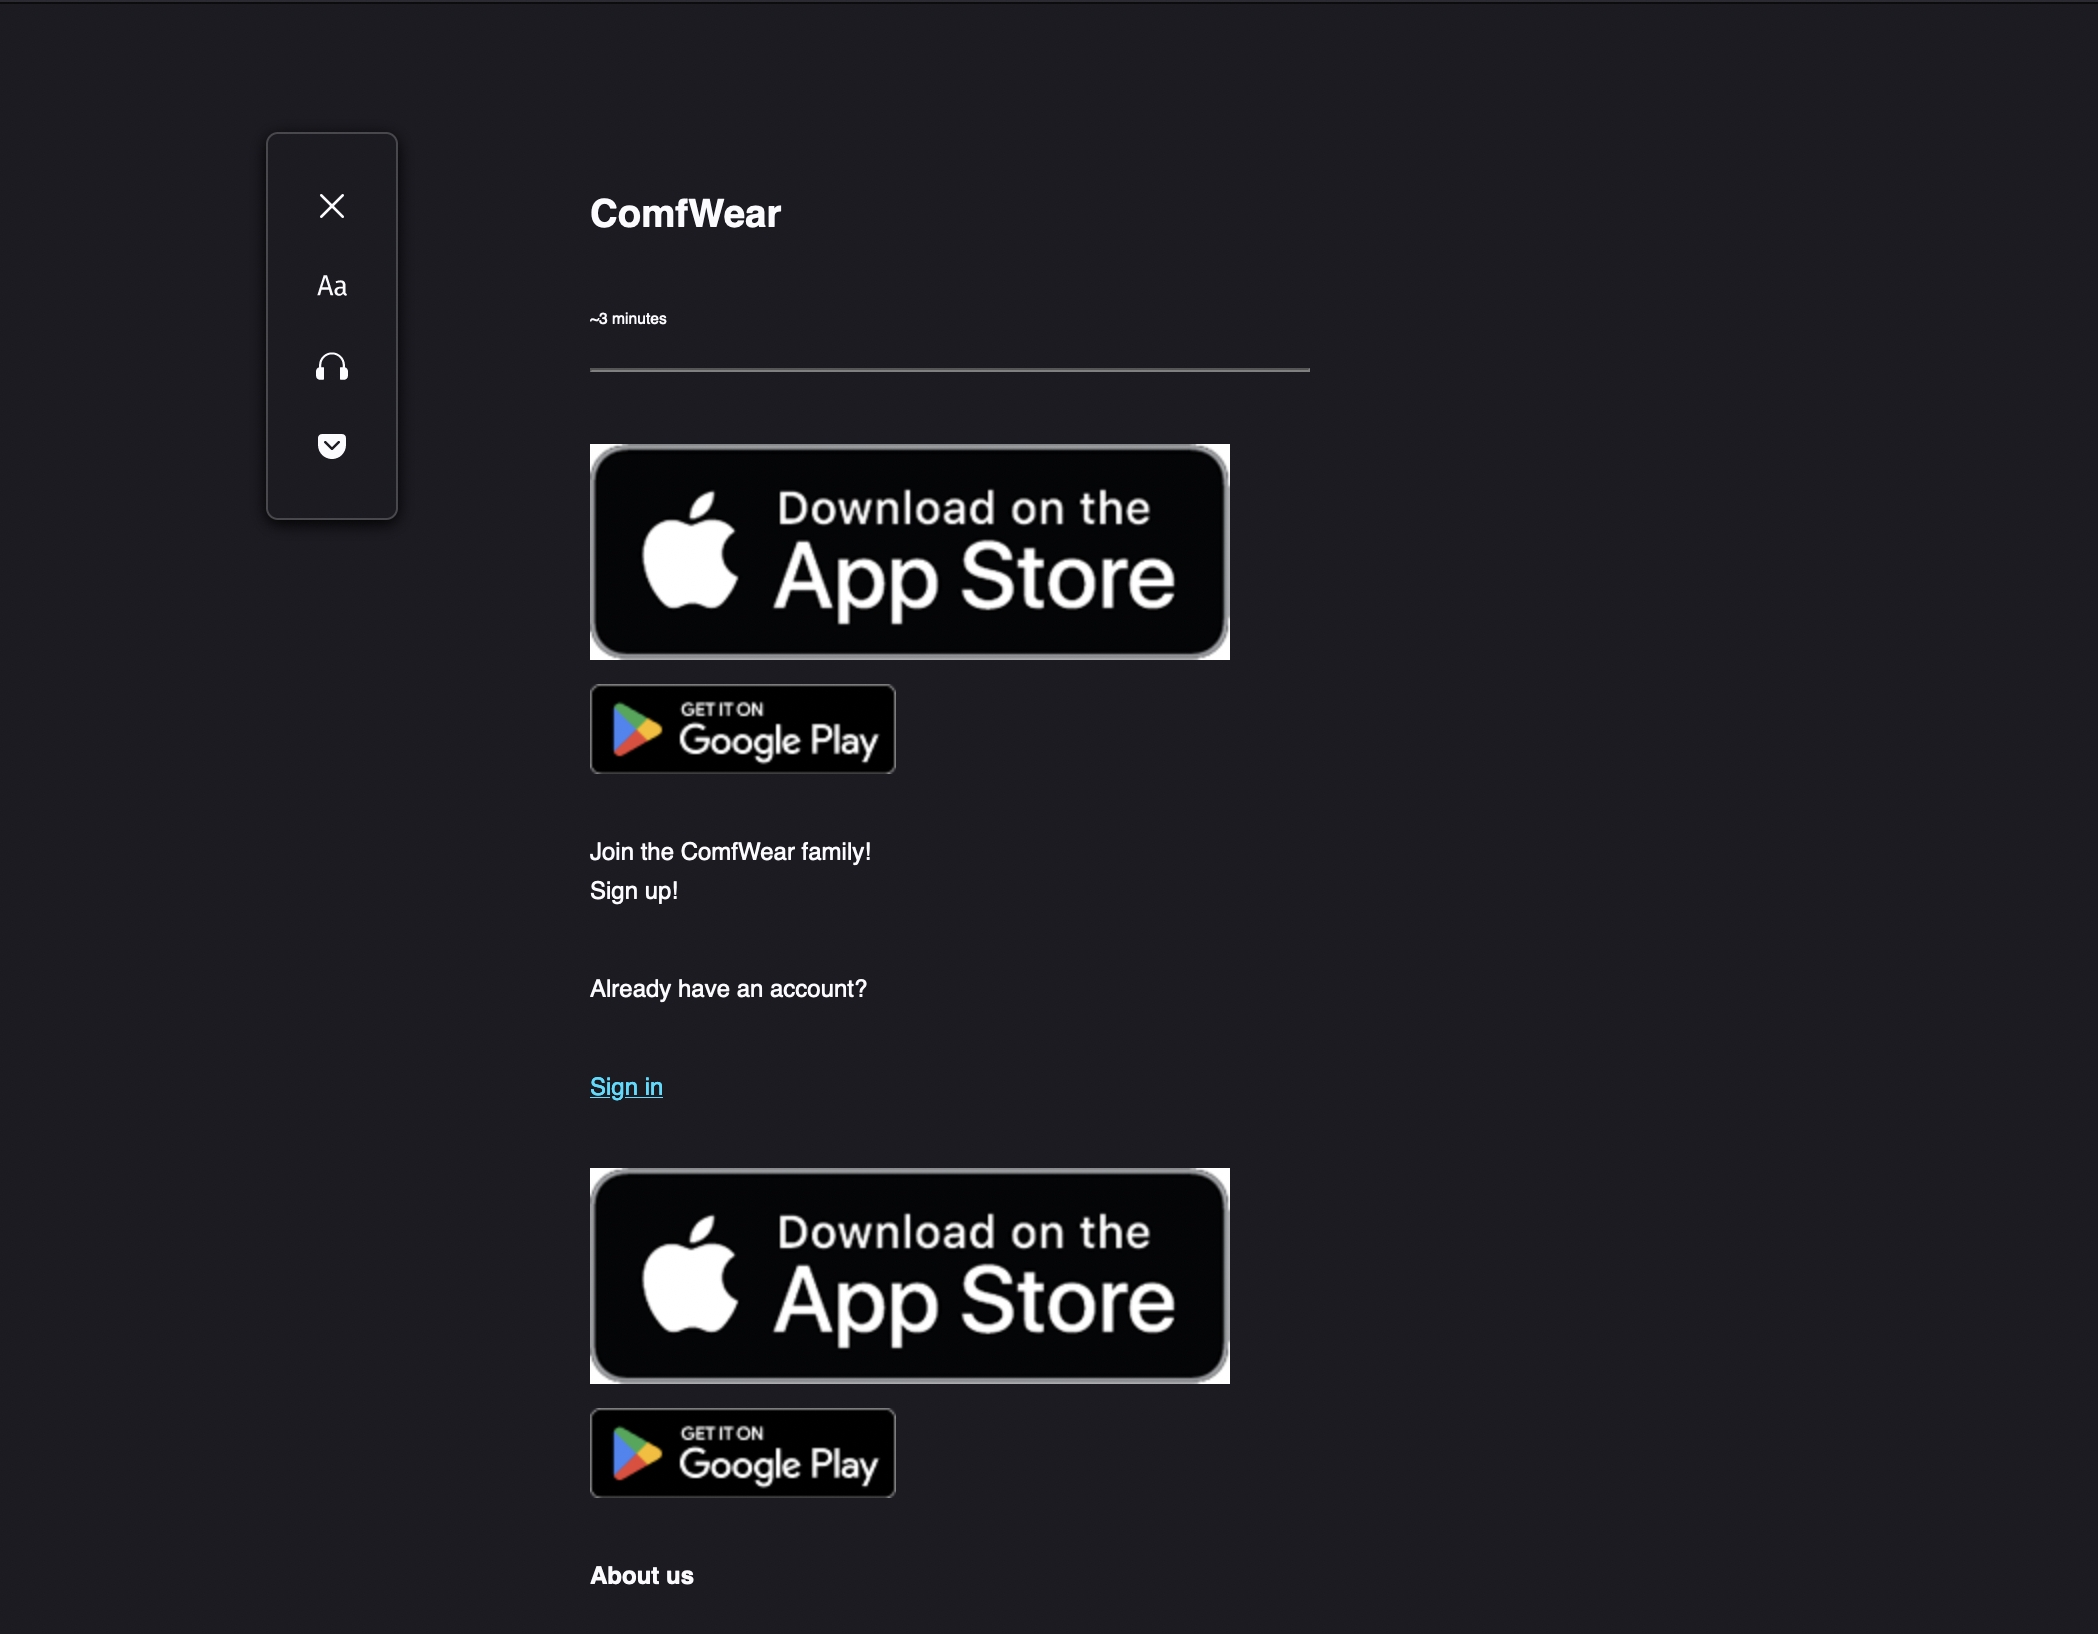 Aa
ComfWear
~3 minutes
Download on the
App Store
GET IT ON
Google Play
Join the ComfWear family!
Sign up!
Already have an account?
Sign in
Download on the
App Store
GET IT ON
Google Play
About us